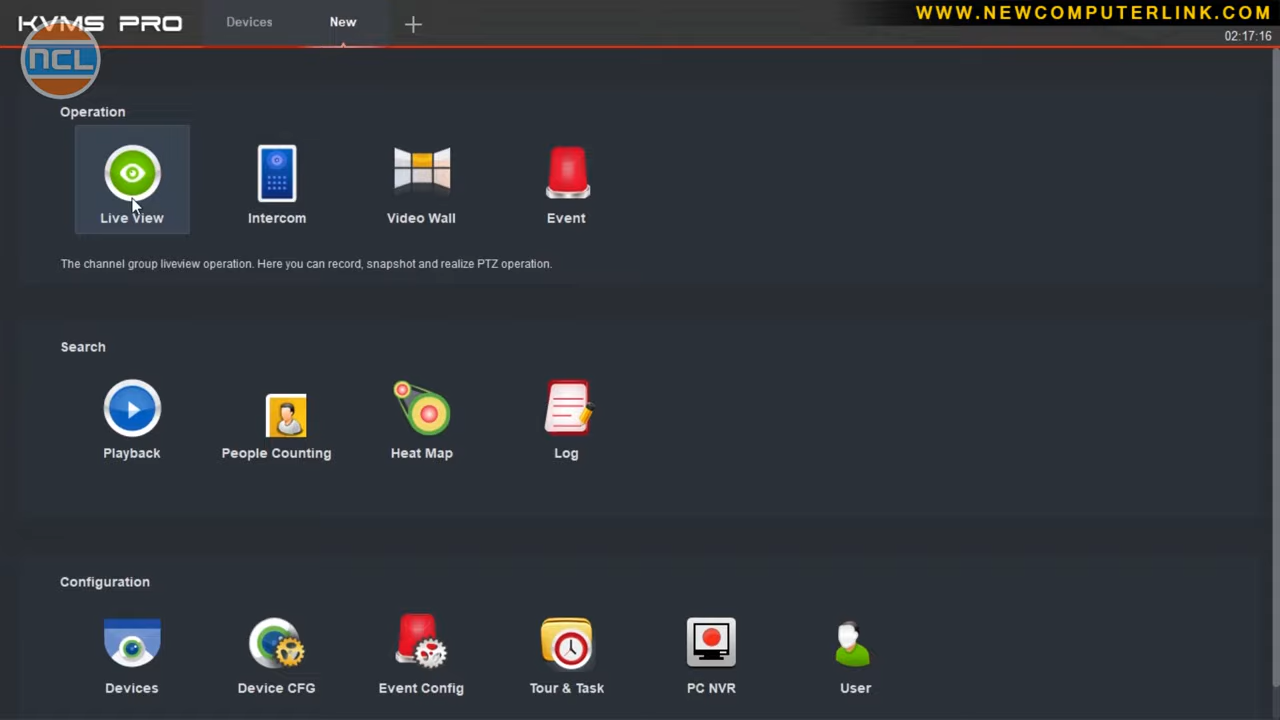 KVMS PRO
Devices
New
WWW.NEWCOMPUTERLINK.COM
02:17:16
NCL
Operation
Live View
Intercom
Video Wall
Event
The channel group liveview operation. Here you can record, snapshot and realize PTZ operation.
Search
Playback
People Counting
Heat Map
Log
Configuration
Devices
Device CFG
Event Config
Tour & Task
PC NVR
User